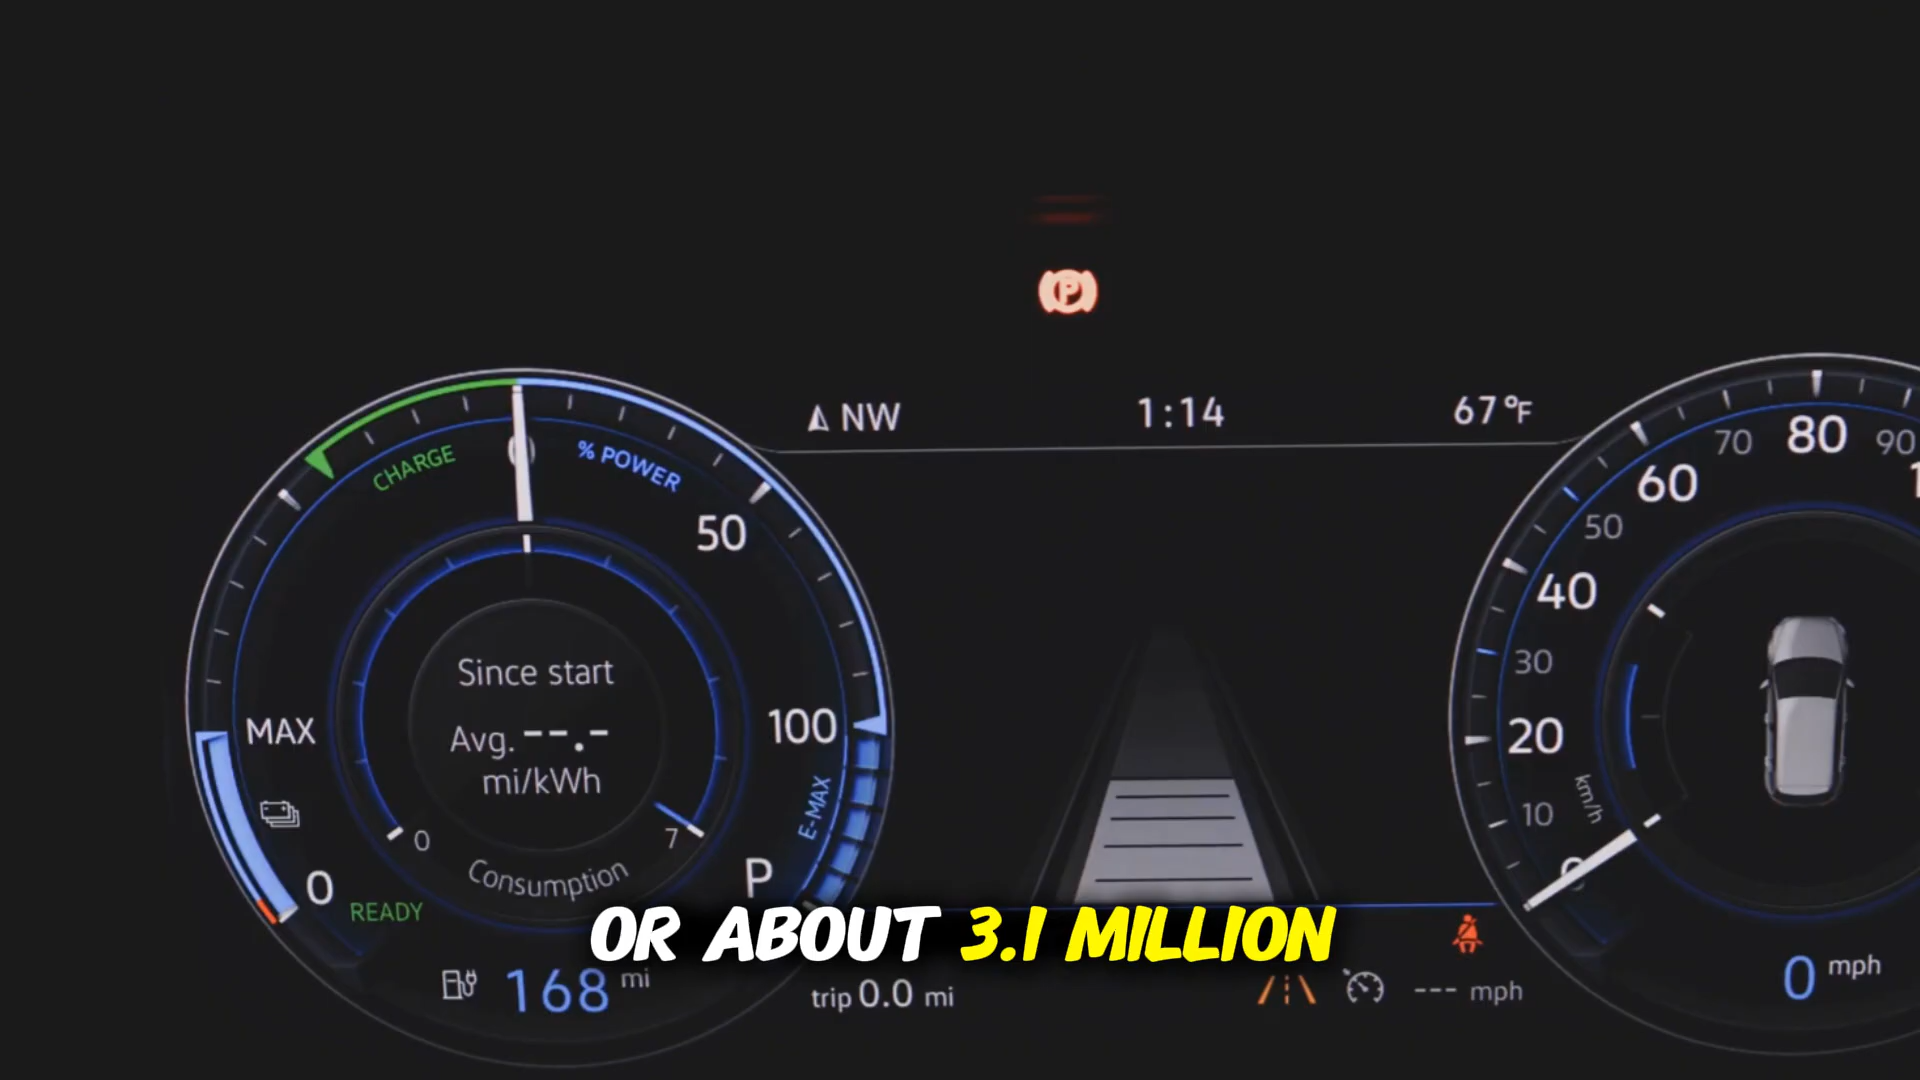 P
NW 1:14 67°F
CHARGE
% POWER
50
MAX
100
E-MAX
0
READY
P
Since start
Avg. --.-
mi/kWh
0
7
Consumption
168 mi
trip 0.0 mi
--- mph
60
70
80
90
50
40
30
20
km/h
10
0
0 mph
OR ABOUT 3.1 MILLION